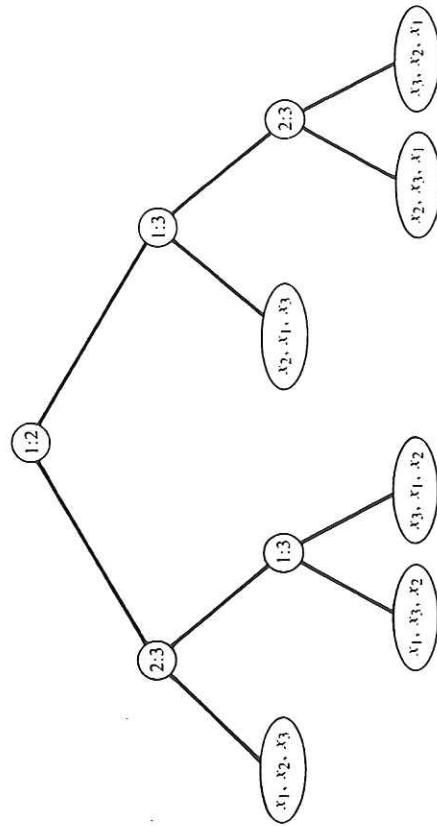 1:2
2:3
1:3
x₁, x₂, x₃
1:3
x₂, x₁, x₃
2:3
x₁, x₃, x₂
x₃, x₁, x₂
x₂, x₃, x₁
x₃, x₂, x₁